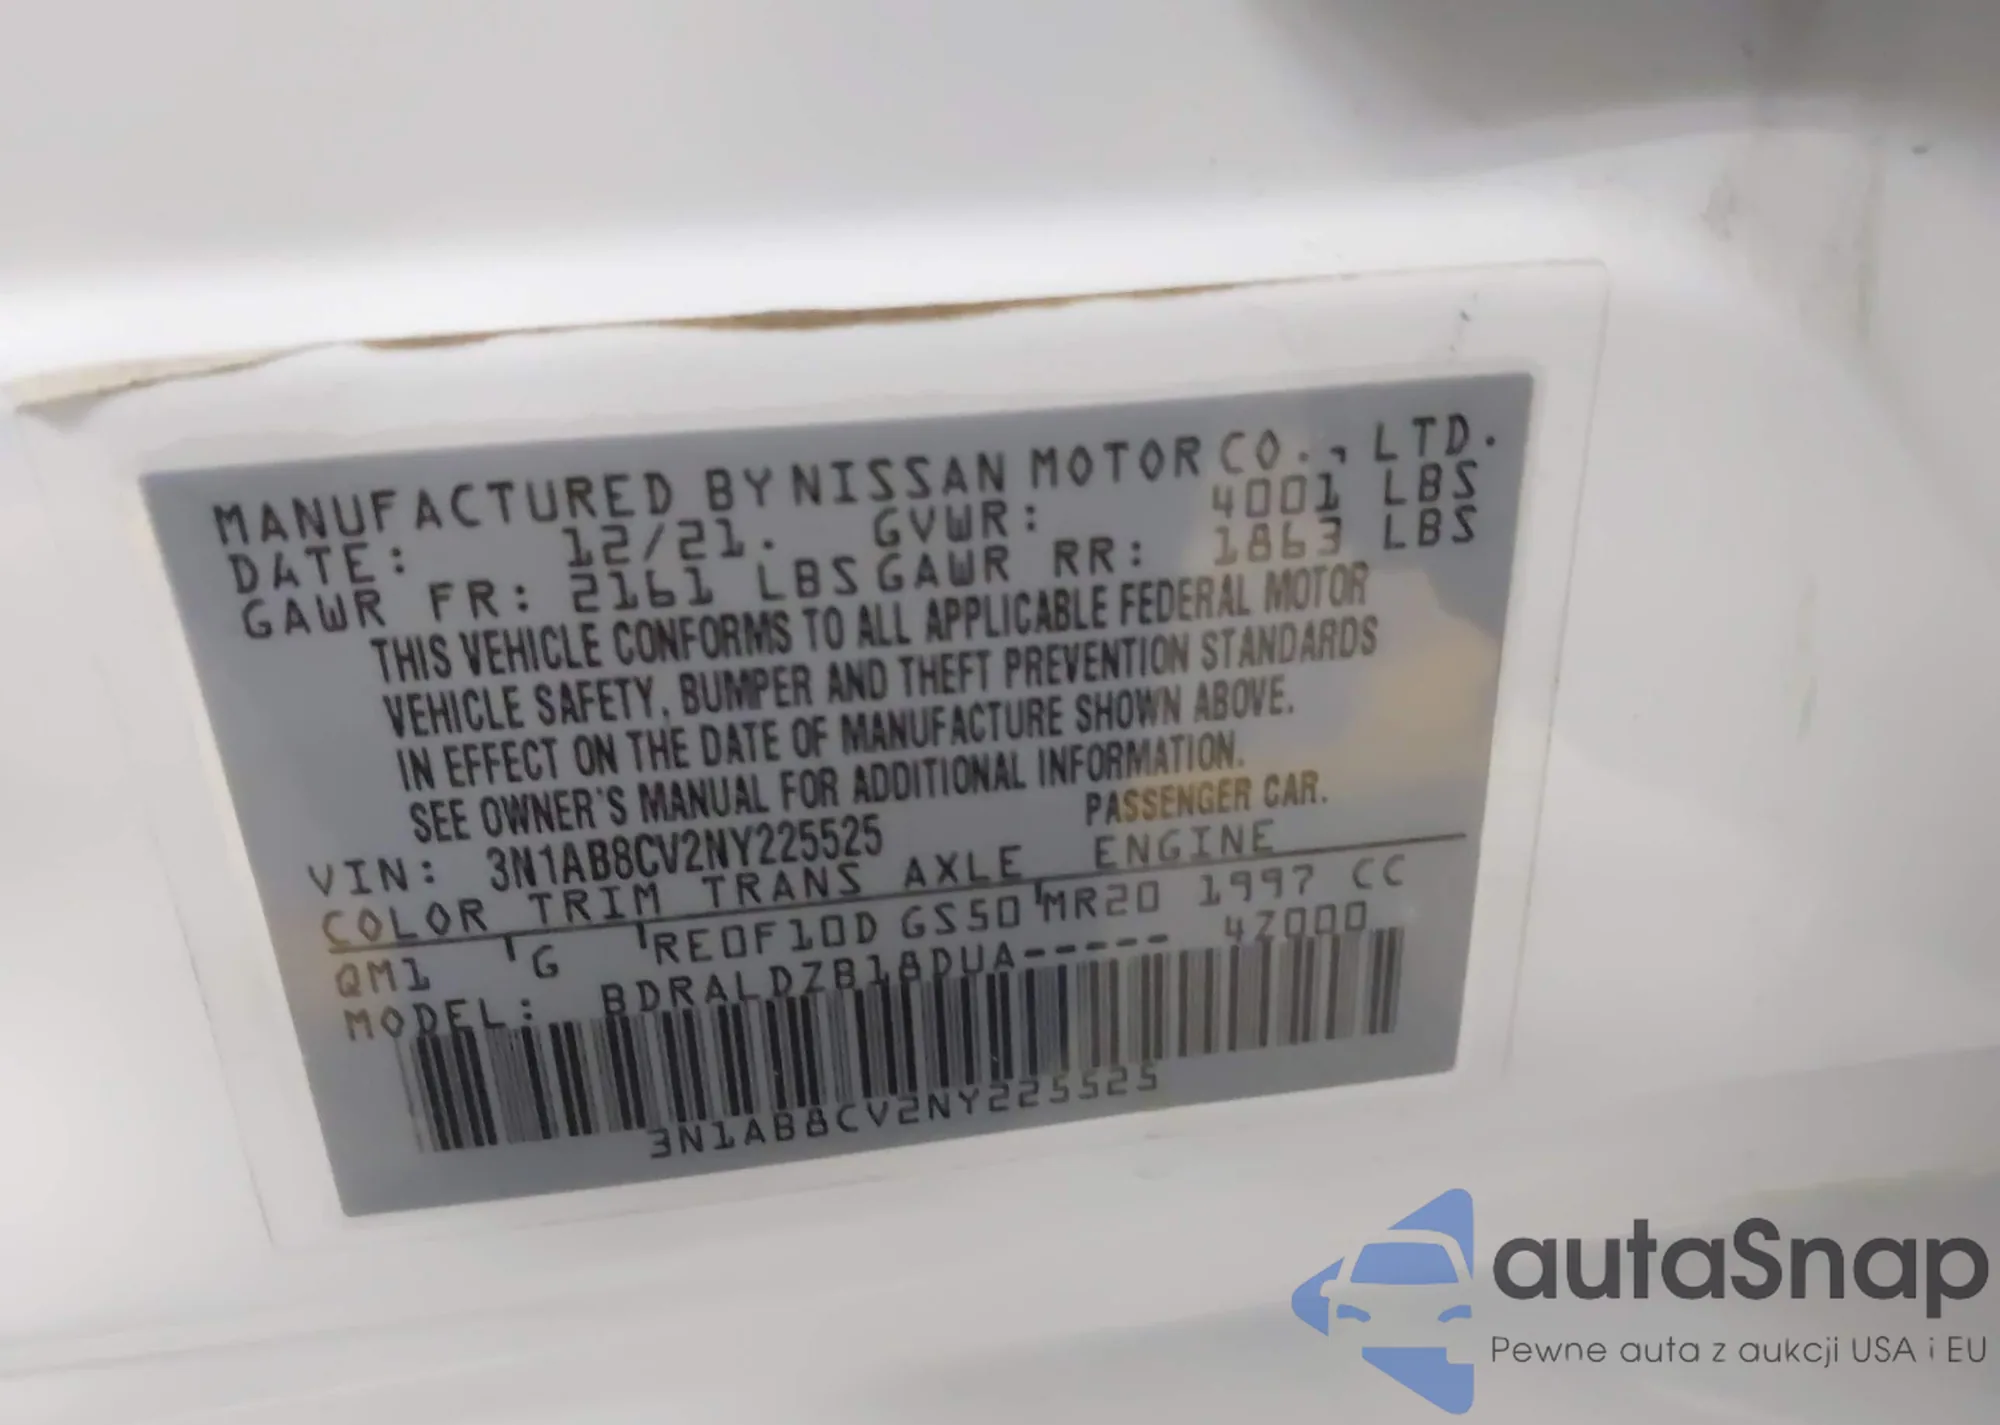 MANUFACTURED BY NISSAN MOTOR CO., LTD.
DATE: 12/21. GVWR: 4001 LBS
GAWR FR: 2161 LBS GAWR RR: 1863 LBS
THIS VEHICLE CONFORMS TO ALL APPLICABLE FEDERAL MOTOR
VEHICLE SAFETY, BUMPER AND THEFT PREVENTION STANDARDS
IN EFFECT ON THE DATE OF MANUFACTURE SHOWN ABOVE.
SEE OWNER'S MANUAL FOR ADDITIONAL INFORMATION.
VIN: 3N1AB8CV2NY225525 PASSENGER CAR.
COLOR TRIM TRANS AXLE ENGINE
QM1 G RE0F10D GS50 MR20 1997 CC
MODEL: BDRALDZB18DUA----- 4Z000
3N1AB8CV2NY225525
autaSnap
Pewne auta z aukcji USA i EU